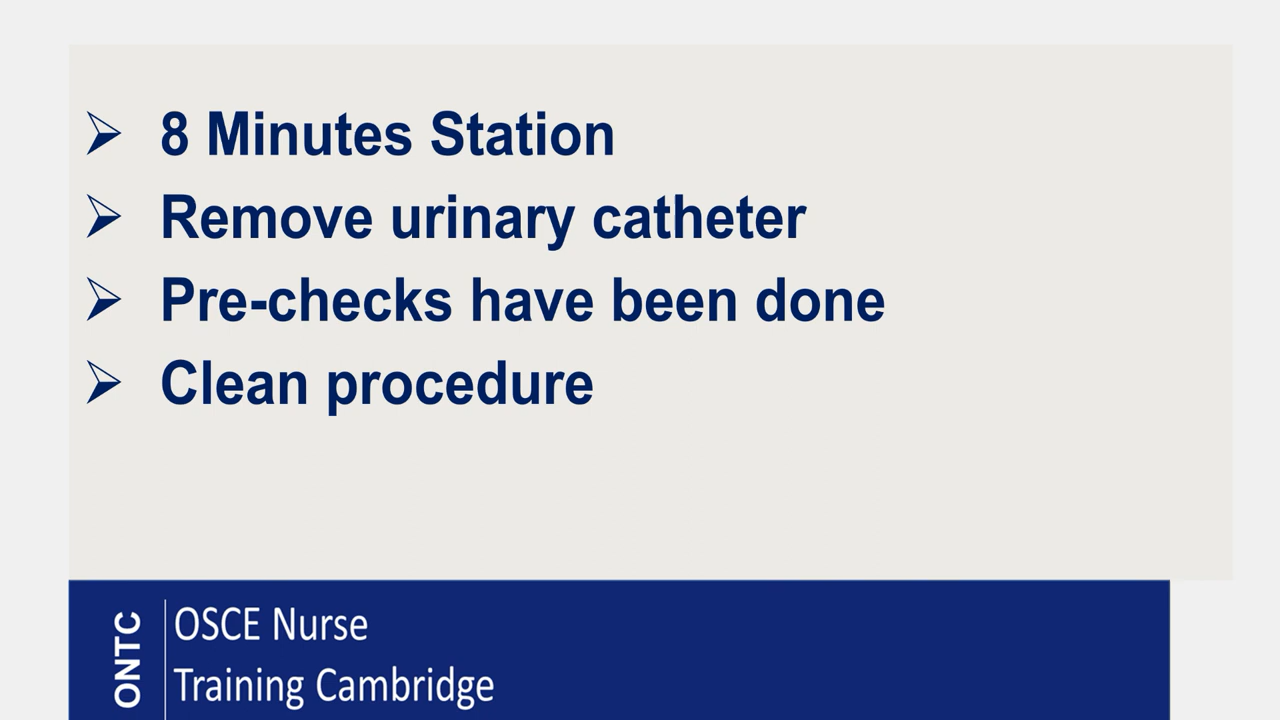 ➢ 8 Minutes Station
➢ Remove urinary catheter
➢ Pre-checks have been done
➢ Clean procedure
ONTC
OSCE Nurse
Training Cambridge